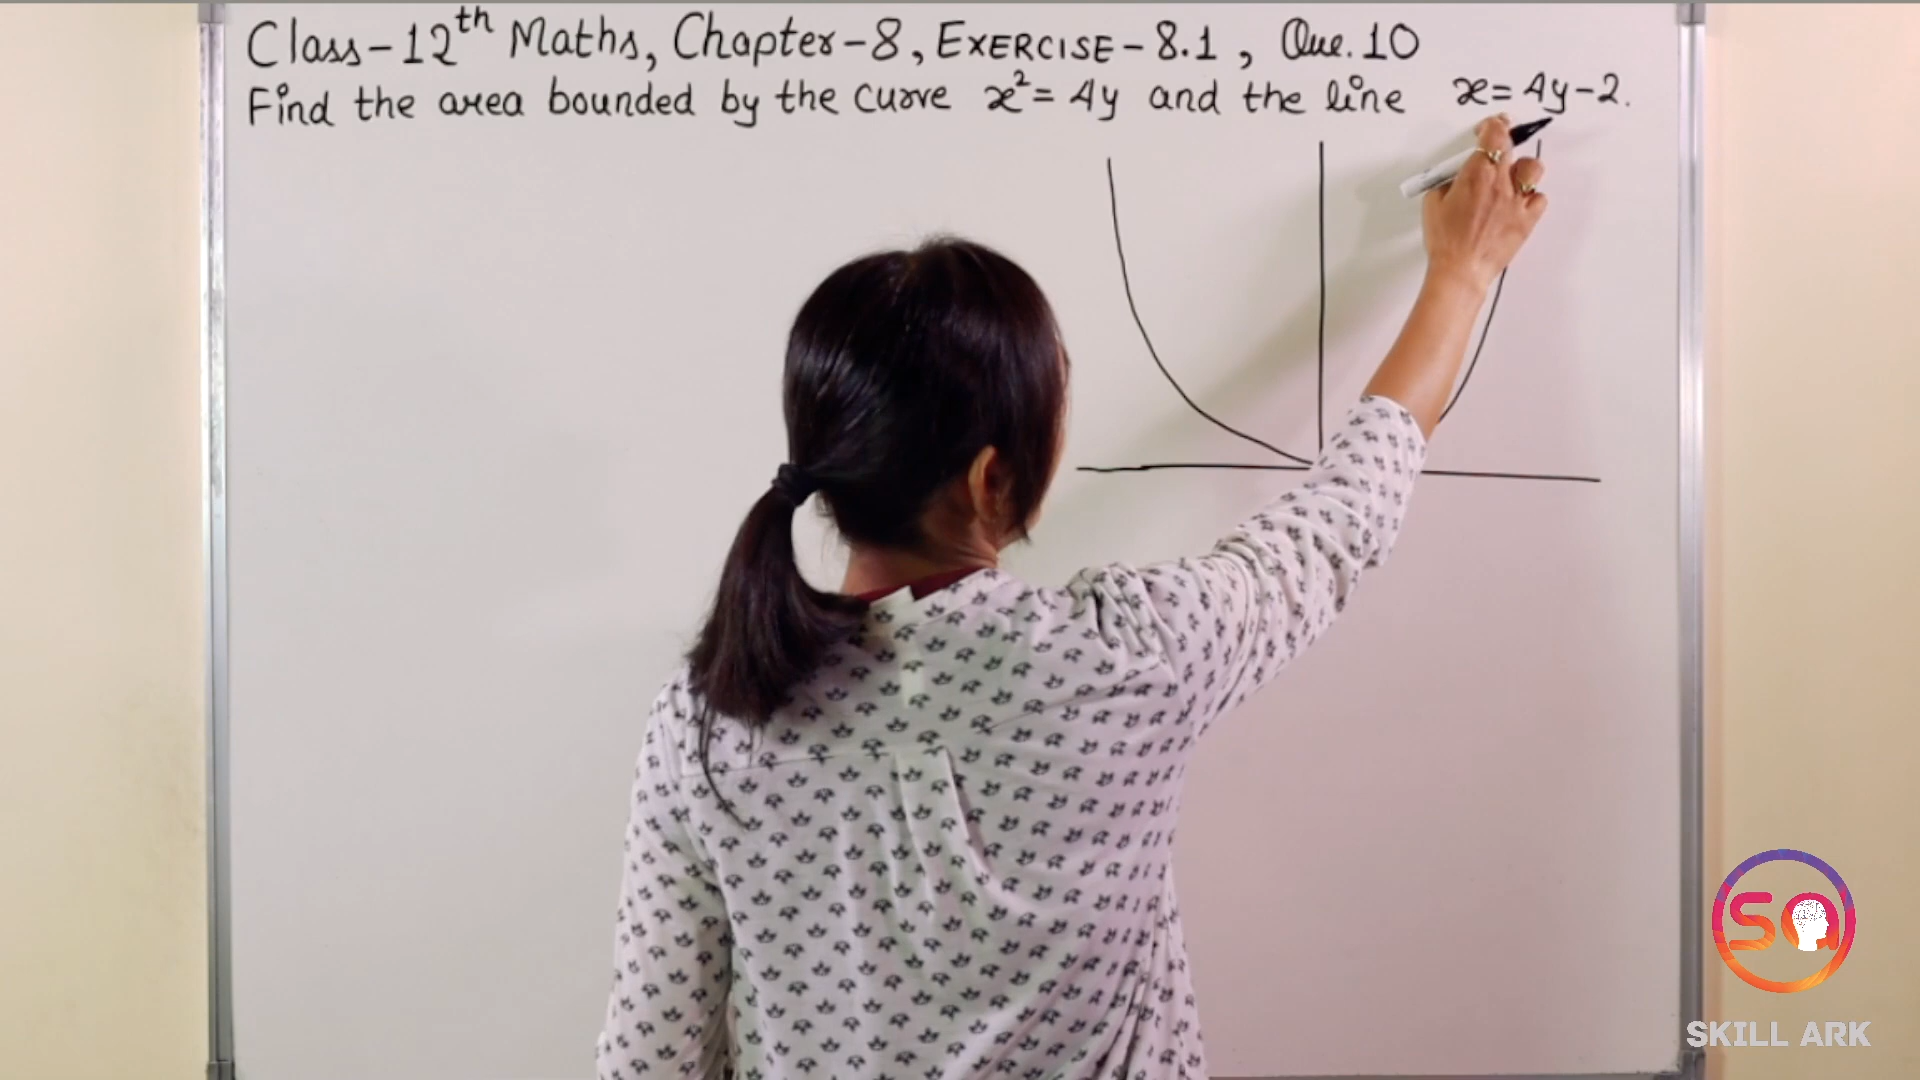 Class-12th Maths, Chapter-8, EXERCISE-8.1, Que.10
Find the area bounded by the curve x²=4y and the line x=4y-2.
Sa
SKILL ARK